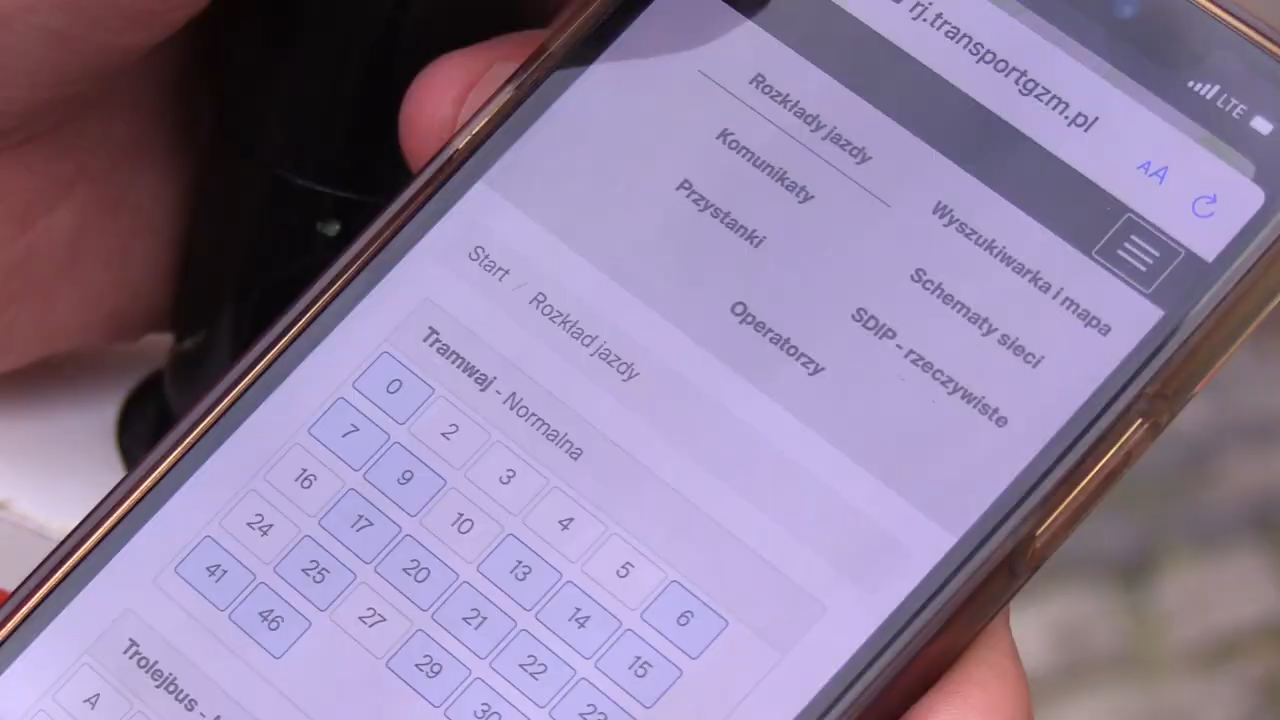 LTE
rj.transportgzm.pl
AA
Rozkłady jazdy
Wyszukiwarka i mapa
Komunikaty
Schematy sieci
Przystanki
SDIP - rzeczywiste
Operatorzy
Start / Rozkład jazdy
Tramwaj - Normalna
0 2 3 4 5 6
7 9 10 13 14 15
16 17 20 21 22 23
24 25 27 29 30
41 46
Trolejbus -
A